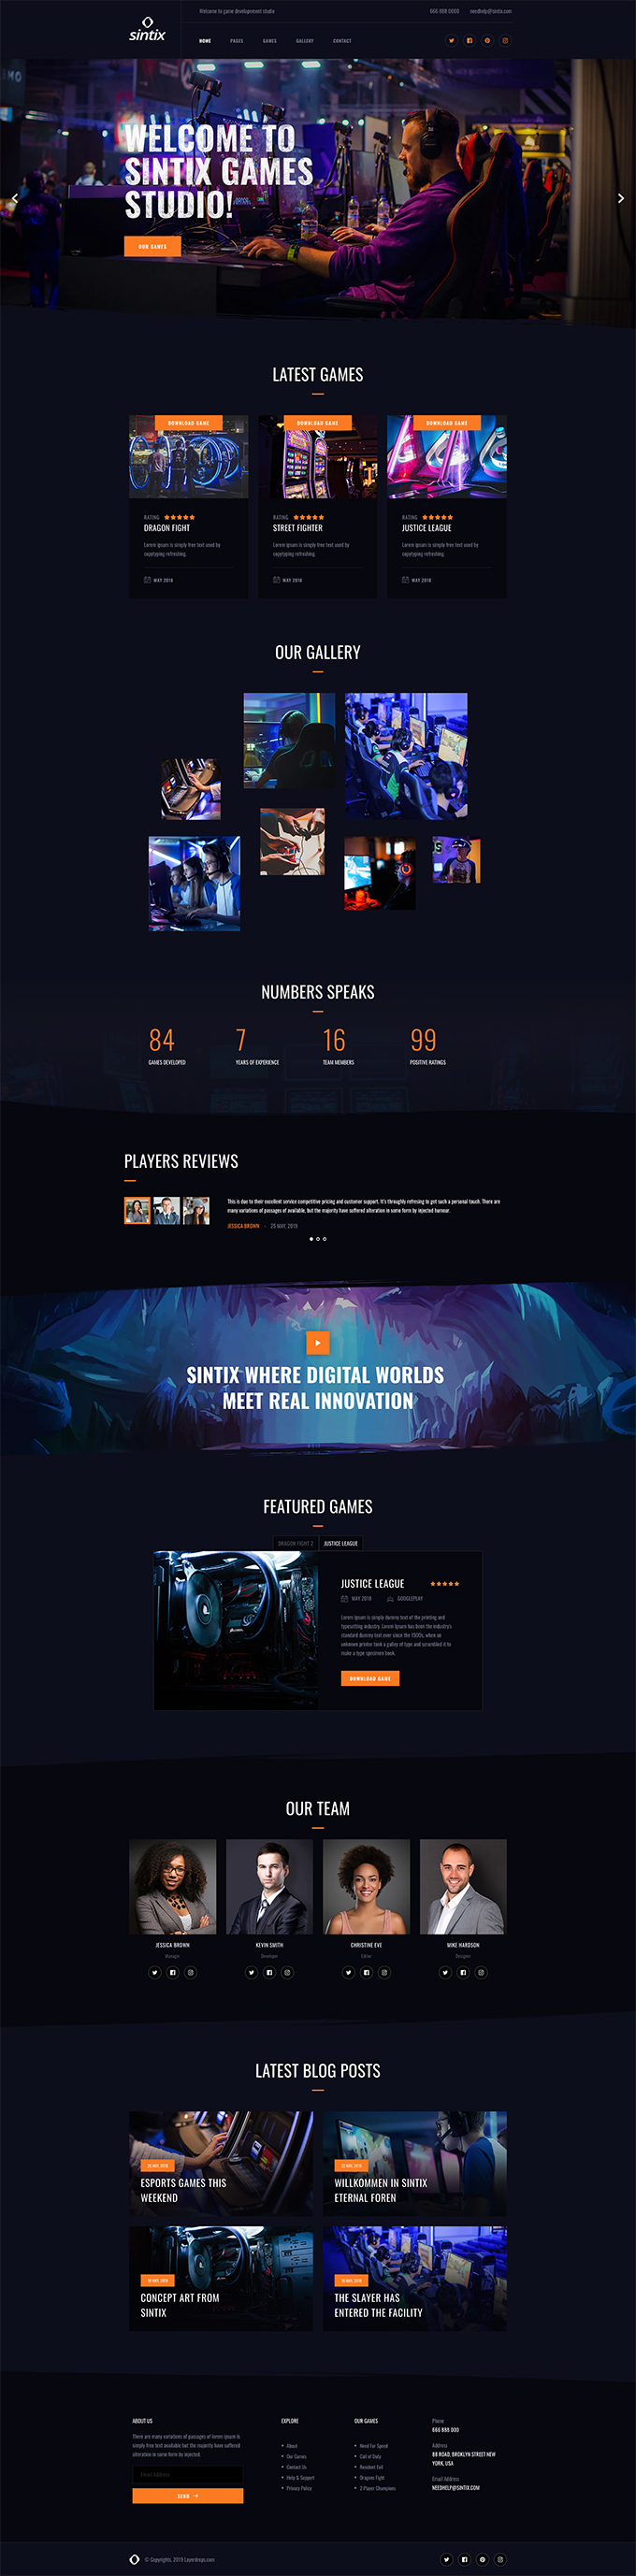 Welcome to game development studio
666 888 0000
needhelp@sintix.com
sintix
HOME
PAGES
GAMES
GALLERY
CONTACT
WELCOME TO
SINTIX GAMES
STUDIO!
OUR GAMES
LATEST GAMES
DOWNLOAD GAME
DOWNLOAD GAME
DOWNLOAD GAME
RATING
DRAGON FIGHT
Lorem ipsum is simply free text used by
copytyping refreshing.
MAY 2018
RATING
STREET FIGHTER
Lorem ipsum is simply free text used by
copytyping refreshing.
MAY 2018
RATING
JUSTICE LEAGUE
Lorem ipsum is simply free text used by
copytyping refreshing.
MAY 2018
OUR GALLERY
NUMBERS SPEAKS
84
GAMES DEVELOPED
7
YEARS OF EXPERIENCE
16
TEAM MEMBERS
99
POSITIVE RATINGS
PLAYERS REVIEWS
This is due to their excellent service competitive pricing and customer support. It's throughly refresing to get such a personal touch. There are
many variations of passages of available, but the majority have suffered alteration in some form by injected humour.
JESSICA BROWN - 25 MAY, 2019
SINTIX WHERE DIGITAL WORLDS
MEET REAL INNOVATION
FEATURED GAMES
DRAGON FIGHT 2
JUSTICE LEAGUE
JUSTICE LEAGUE
MAY 2018
GOOGLEPLAY
Lorem Ipsum is simply dummy text of the printing and
typesetting industry. Lorem Ipsum has been the industry's
standard dummy text ever since the 1500s, when an
unknown printer took a galley of type and scrambled it to
make a type specimen book.
DOWNLOAD GAME
OUR TEAM
JESSICA BROWN
Manager
KEVIN SMITH
Developer
CHRISTINE EVE
Editor
MIKE HARDSON
Designer
LATEST BLOG POSTS
ESPORTS GAMES THIS
WEEKEND
WILLKOMMEN IN SINTIX
ETERNAL FOREN
CONCEPT ART FROM
SINTIX
THE SLAYER HAS
ENTERED THE FACILITY
ABOUT US
There are many variations of passages of lorem ipsum is
simply free text available but the majority have suffered
alteration in some form by injected.
Email Address
SEND
EXPLORE
About
Our Games
Contact Us
Help & Support
Privacy Policy
OUR GAMES
Need For Speed
Call of Duty
Resident Evil
Dragons Fight
2 Player Champions
Phone
666 888 000
Address
88 ROAD, BROKLYN STREET NEW
YORK, USA
Email Address
NEEDHELP@SINTIX.COM
© Copyrights, 2019 Layerdrops.com